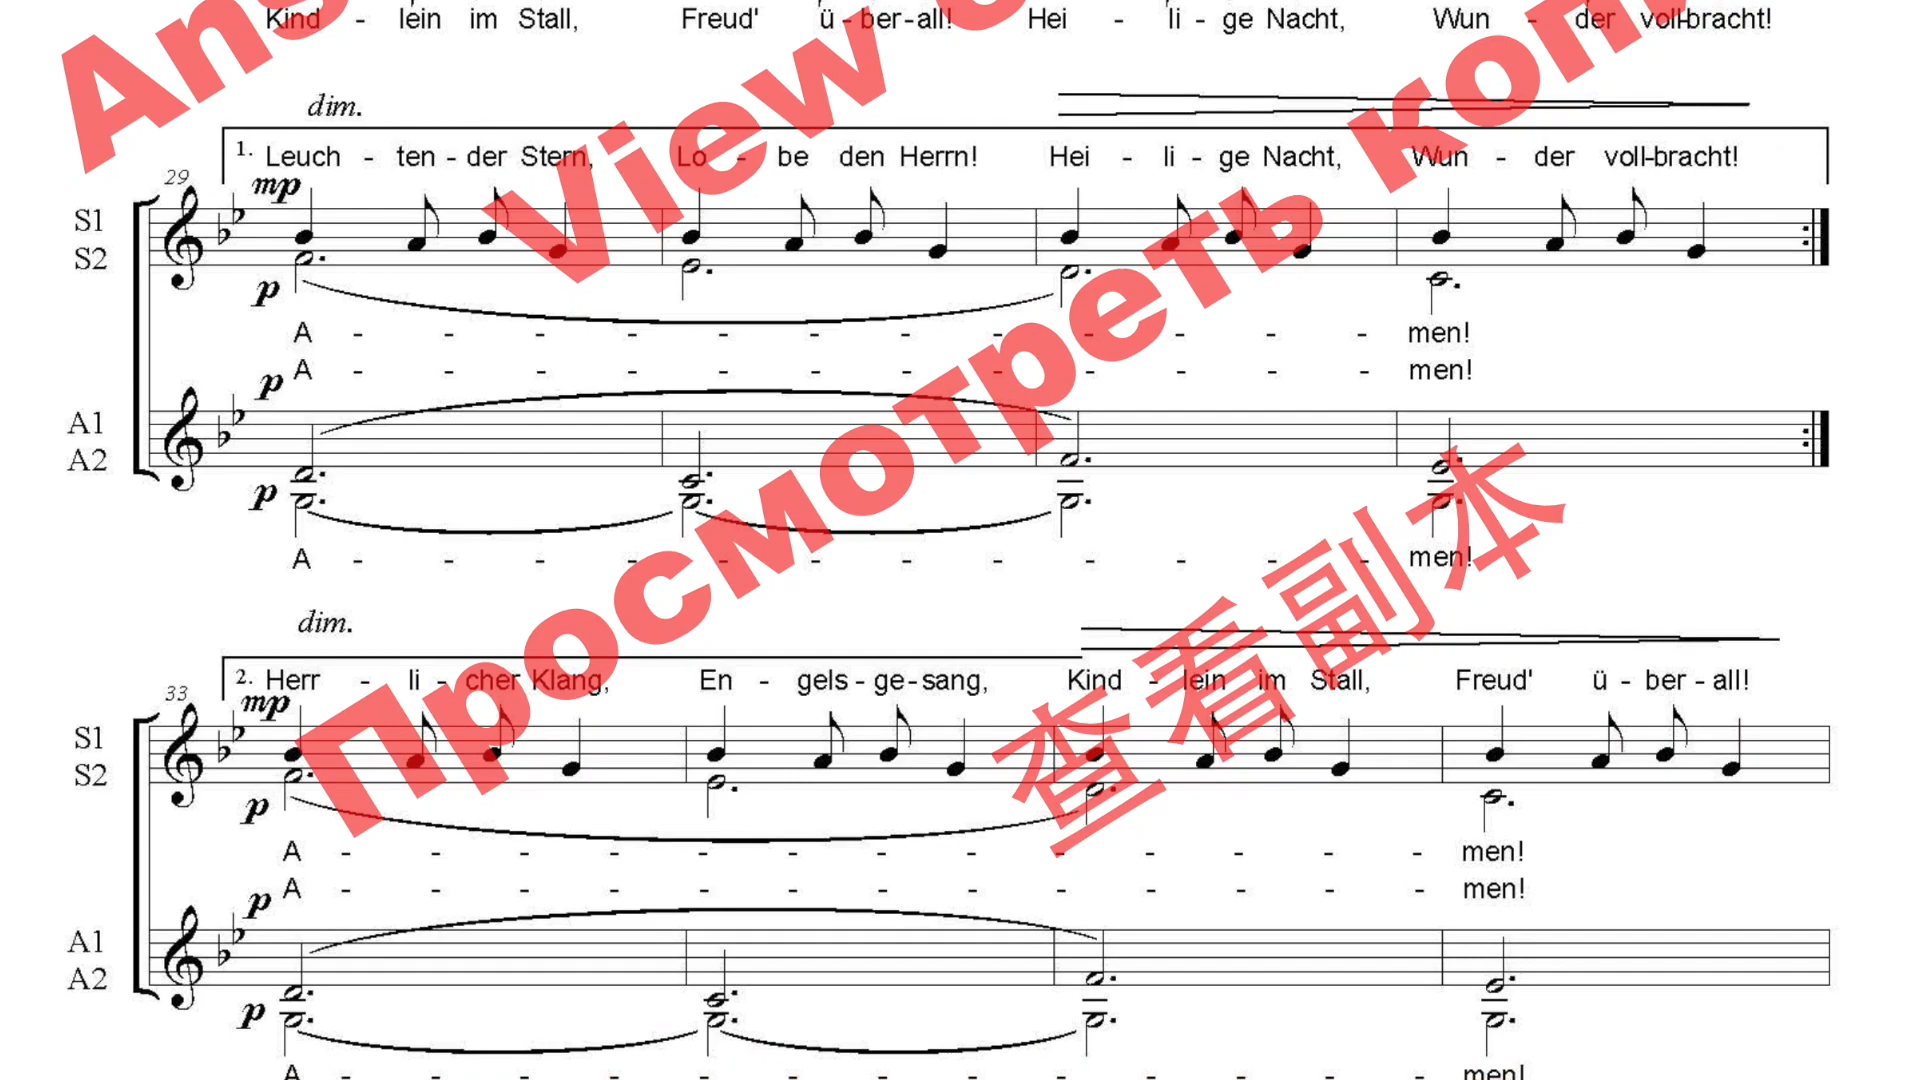 Kind - lein im Stall, Freud' ü - ber - all! Hei - li - ge Nacht, Wun - der voll-bracht!
dim.
1. Leuch - ten - der Stern, Lo - be den Herrn! Hei - li - ge Nacht, Wun - der voll-bracht!
29 mp
S1
S2
p
A - - - - - - - - - - - - men!
p A - - - - - - - - - - - - men!
A1
A2
p
A - - - - - - - - - - - - men!
dim.
2. Herr - li - cher Klang, En - gels - ge - sang, Kind - lein im Stall, Freud' ü - ber - all!
33 mp
S1
S2
p
A - - - - - - - - - - - - - men!
p A - - - - - - - - - - - - - men!
A1
A2
p
A - - - - - - - - - - - - - men!
View
Просмотреть
查看副本